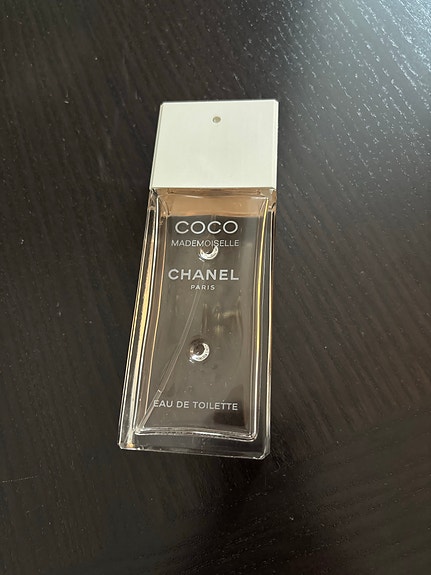 COCO
MADEMOISELLE
CHANEL
PARIS
EAU DE TOILETTE